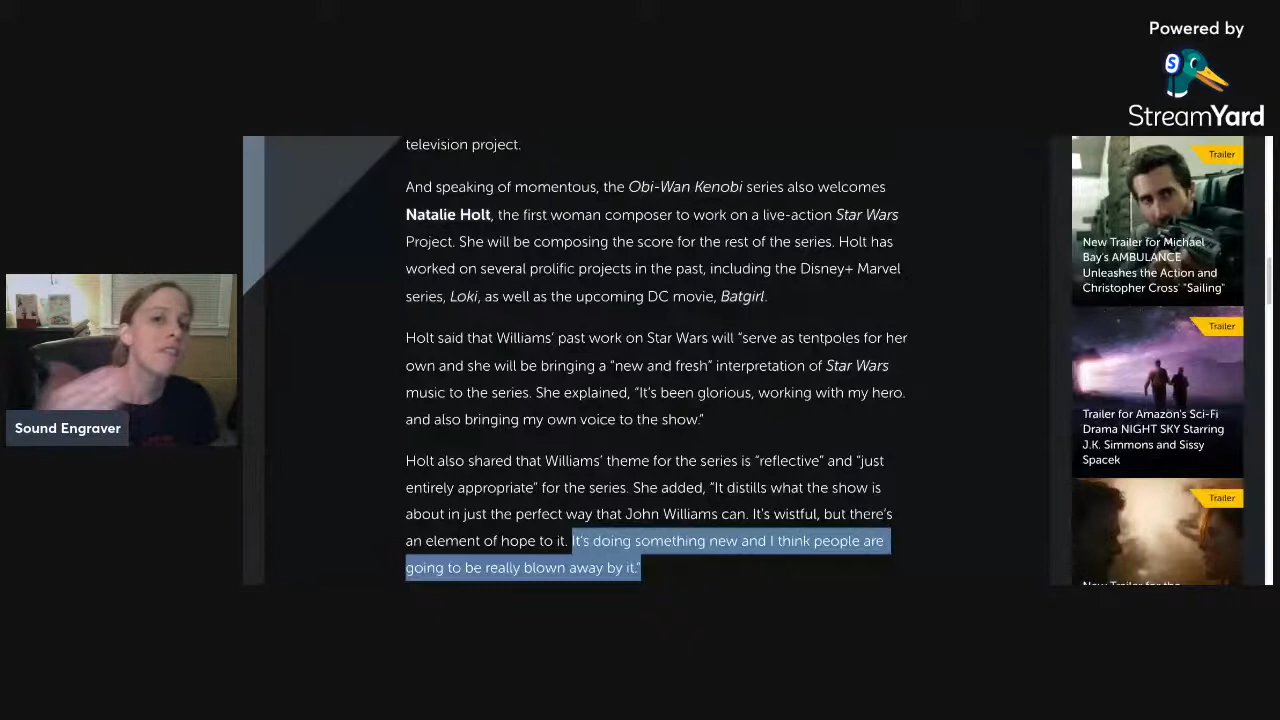 Powered by
S
StreamYard
television project.
And speaking of momentous, the Obi-Wan Kenobi series also welcomes
Natalie Holt, the first woman composer to work on a live-action Star Wars
Project. She will be composing the score for the rest of the series. Holt has
worked on several prolific projects in the past, including the Disney+ Marvel
series, Loki, as well as the upcoming DC movie, Batgirl.
Holt said that Williams’ past work on Star Wars will “serve as tentpoles for her
own and she will be bringing a “new and fresh” interpretation of Star Wars
music to the series. She explained, “It’s been glorious, working with my hero.
and also bringing my own voice to the show.”
Holt also shared that Williams’ theme for the series is “reflective” and “just
entirely appropriate” for the series. She added, “It distills what the show is
about in just the perfect way that John Williams can. It’s wistful, but there’s
an element of hope to it. It’s doing something new and I think people are
going to be really blown away by it.”
Sound Engraver
Trailer
New Trailer for Michael
Bay's AMBULANCE
Unleashes the Action and
Christopher Cross' "Sailing"
Trailer
Trailer for Amazon's Sci-Fi
Drama NIGHT SKY Starring
J.K. Simmons and Sissy
Spacek
Trailer
New Trailer for the